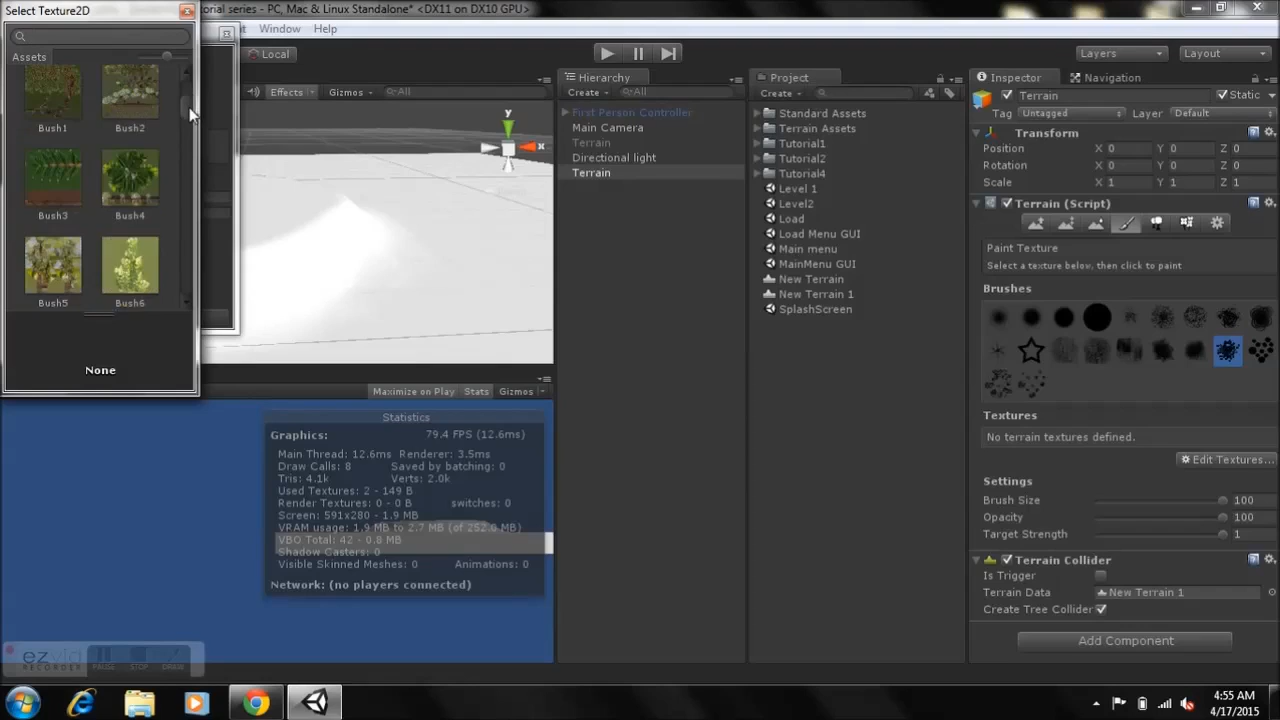 Select Texture2D
orial series - PC, Mac & Linux Standalone* <DX11 on DX10 GPU>
Window Help
Assets
Bush1 Bush2
Bush3 Bush4
Bush5 Bush6
None
Local
Effects Gizmos All
y
x
Maximize on Play Stats Gizmos
Statistics
Graphics: 79.4 FPS (12.6ms)
Main Thread: 12.6ms Renderer: 3.5ms
Draw Calls: 8 Saved by batching: 0
Tris: 4.1k Verts: 2.0k
Used Textures: 2 - 149 B
Render Textures: 0 - 0 B switches: 0
Screen: 591x280 - 1.9 MB
VRAM usage: 1.9 MB to 2.7 MB (of 252.0 MB)
VBO Total: 42 - 0.8 MB
Shadow Casters: 0
Visible Skinned Meshes: 0 Animations: 0
Network: (no players connected)
Hierarchy
Create All
First Person Controller
Main Camera
Terrain
Directional light
Terrain
Project
Create
Standard Assets
Terrain Assets
Tutorial1
Tutorial2
Tutorial4
Level 1
Level2
Load
Load Menu GUI
Main menu
MainMenu GUI
New Terrain
New Terrain 1
SplashScreen
Layers Layout
Inspector Navigation
Terrain Static
Tag Untagged Layer Default
Transform
Position X 0 Y 0 Z 0
Rotation X 0 Y 0 Z 0
Scale X 1 Y 1 Z 1
Terrain (Script)
Paint Texture
Select a texture below, then click to paint
Brushes
Textures
No terrain textures defined.
Edit Textures...
Settings
Brush Size 100
Opacity 100
Target Strength 1
Terrain Collider
Is Trigger
Terrain Data New Terrain 1
Create Tree Collider
Add Component
ezvid
RECORDER
PAUSE STOP DRAW
4:55 AM
4/17/2015